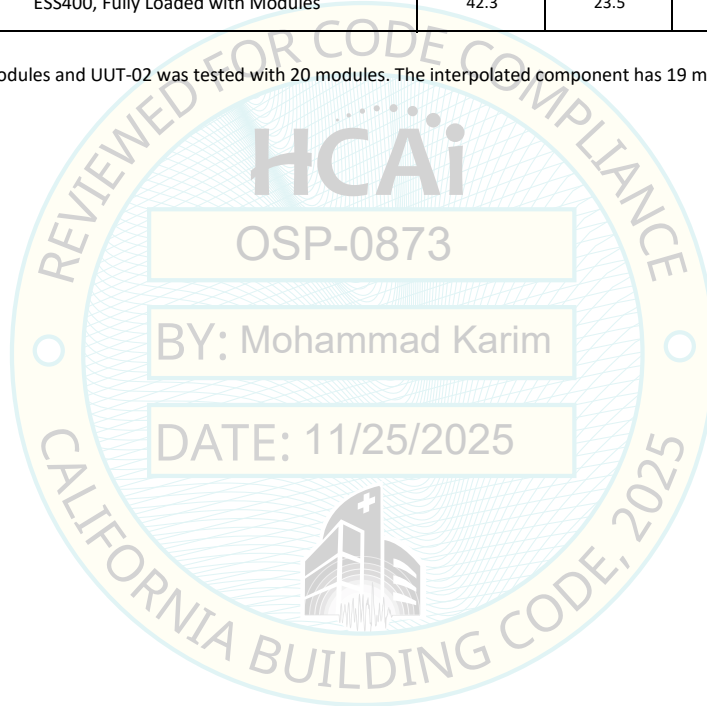 ESS400, Fully Loaded with Modules 42.3 23.5
odules and UUT-02 was tested with 20 modules. The interpolated component has 19 m
REVIEWED FOR CODE COMPLIANCE
HCAi
OSP-0873
BY: Mohammad Karim
DATE: 11/25/2025
CALIFORNIA BUILDING CODE, 2025